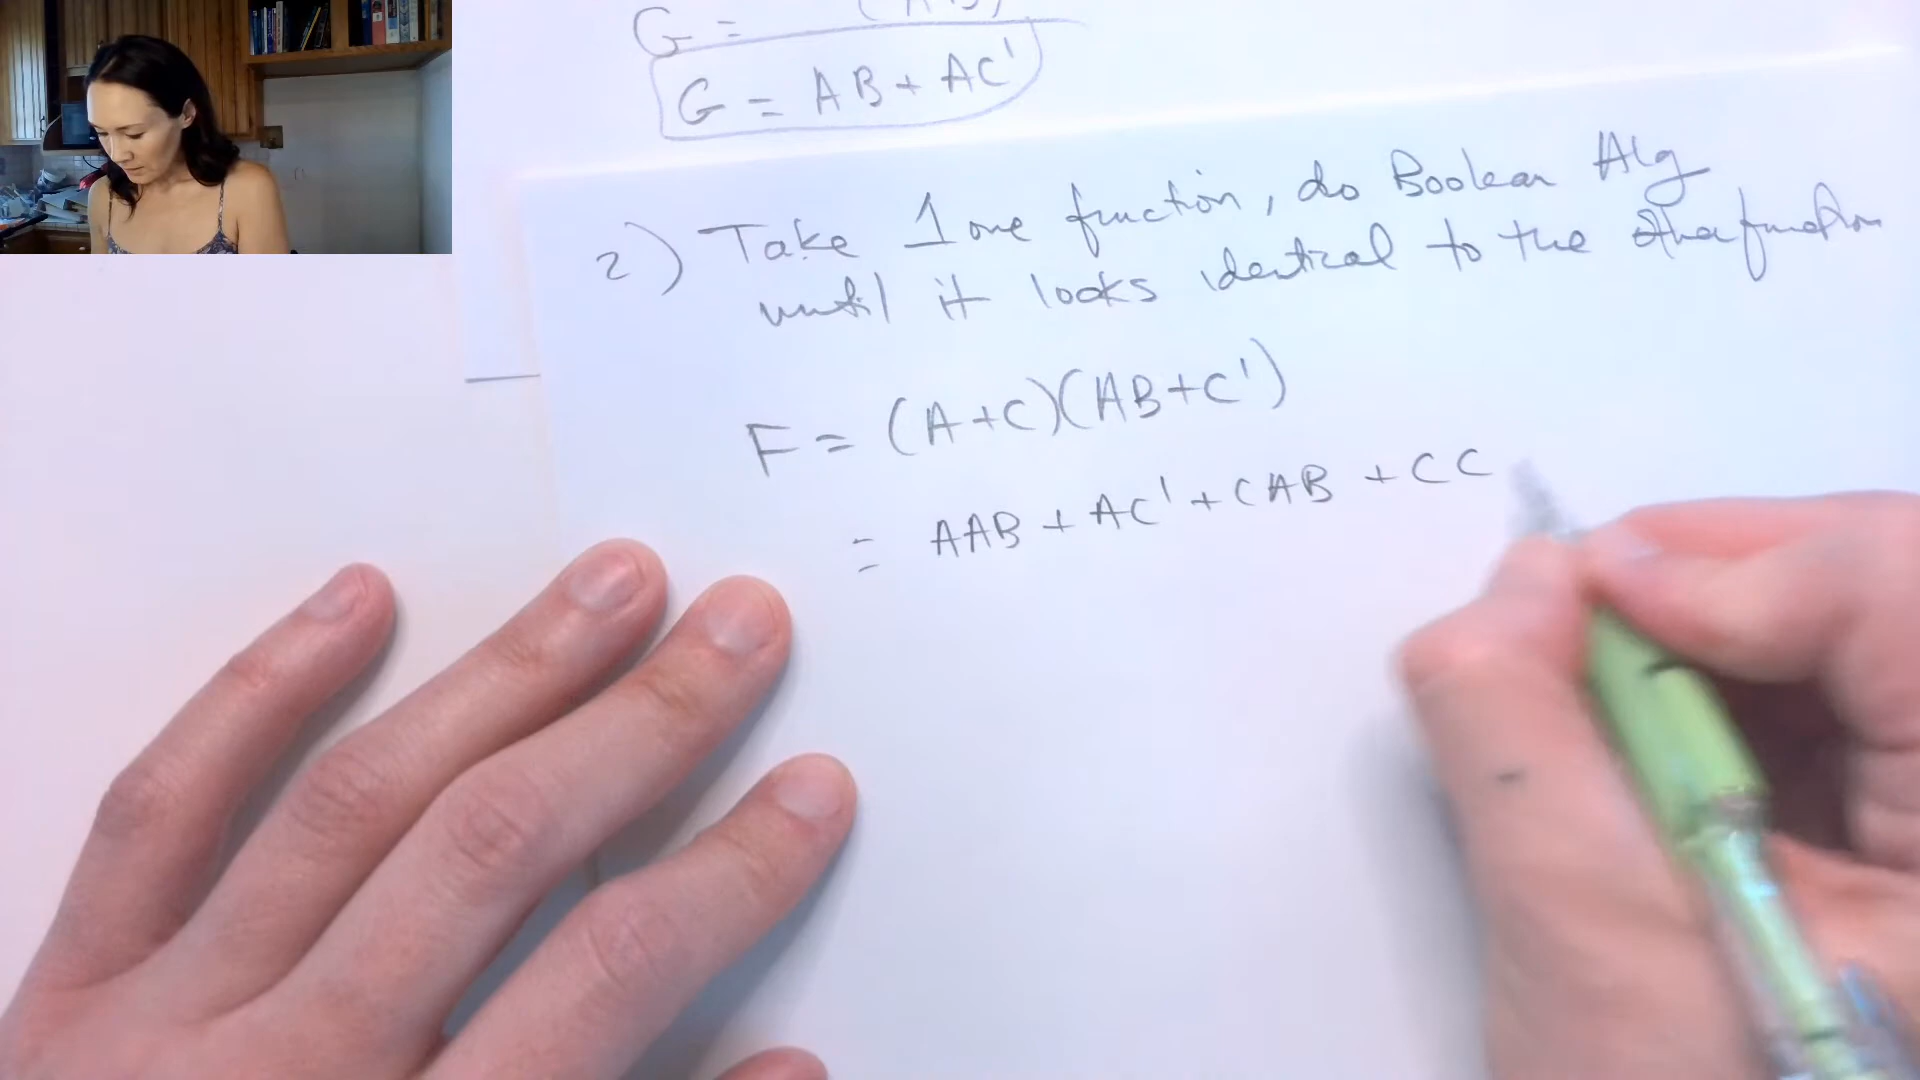 G =
G = AB + AC'
2) Take 1 one function, do Boolean Alg
until it looks identical to the other function
F = (A+C)(AB+C')
= AAB + AC' + CAB + CC